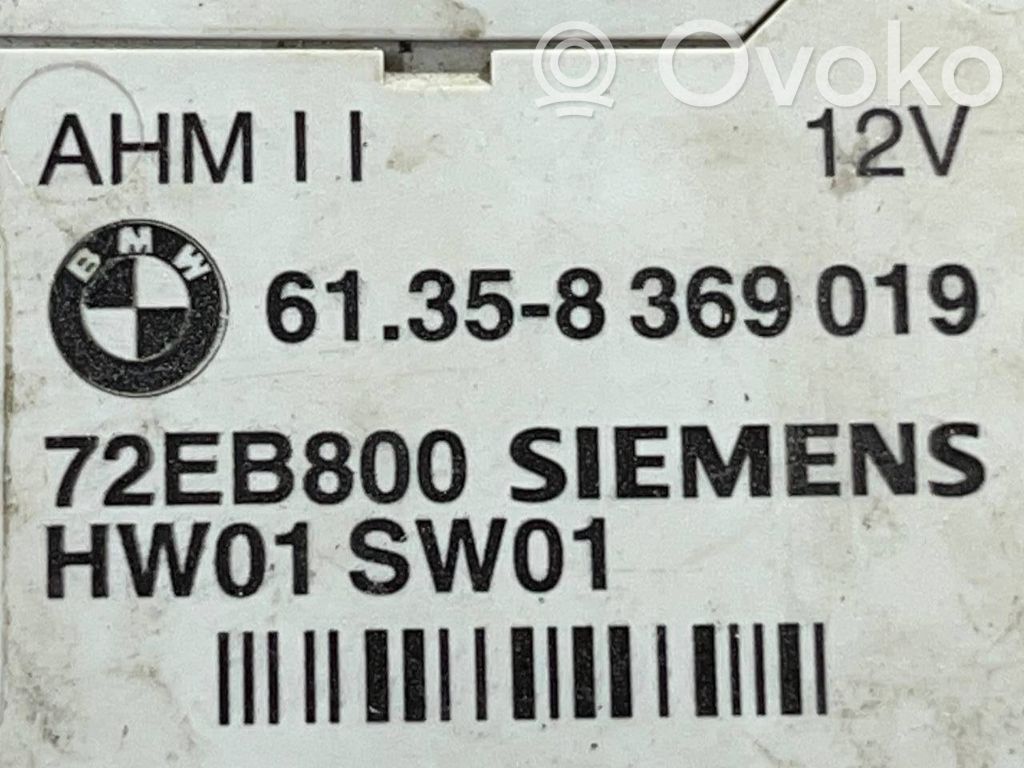 Ovoko
AHM I I 12V
BMW 61.35-8 369 019
72EB800 SIEMENS
HW01 SW01